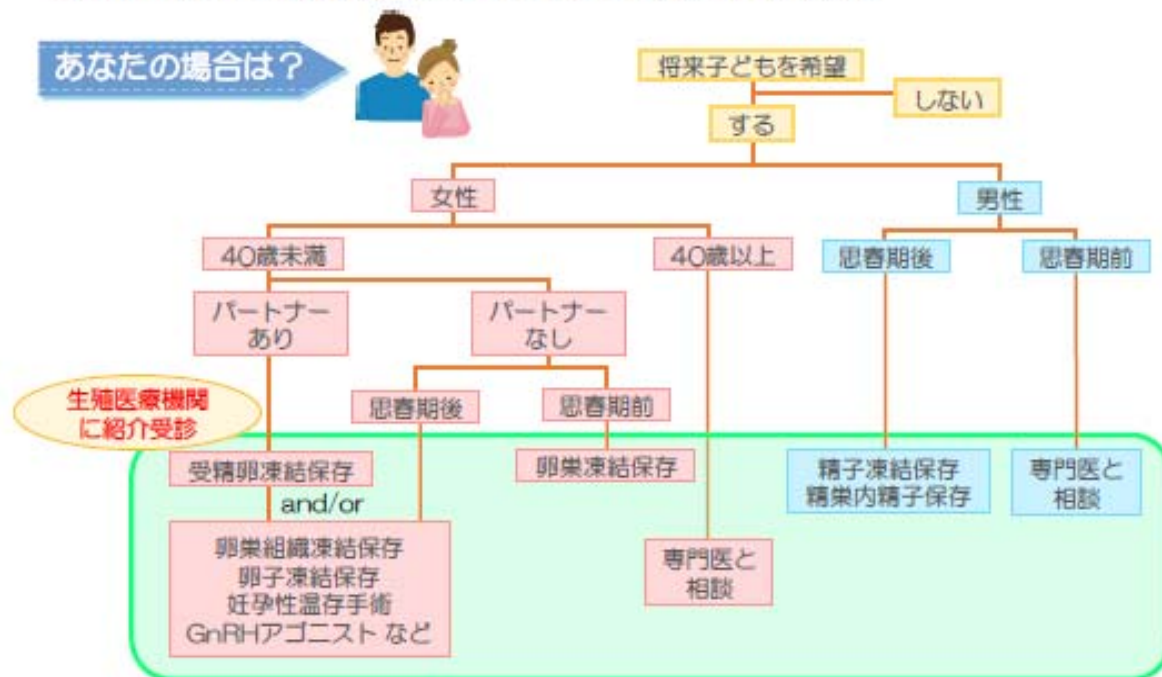 あなたの場合は？
将来子どもを希望
しない
する
女性
男性
40歳未満
40歳以上
思春期後
思春期前
パートナー
あり
パートナー
なし
生殖医療機関
に紹介受診
思春期後
思春期前
受精卵凍結保存
卵巣凍結保存
精子凍結保存
精巣内精子保存
専門医と
相談
and/or
卵巣組織凍結保存
卵子凍結保存
妊孕性温存手術
GnRHアゴニスト など
専門医と
相談